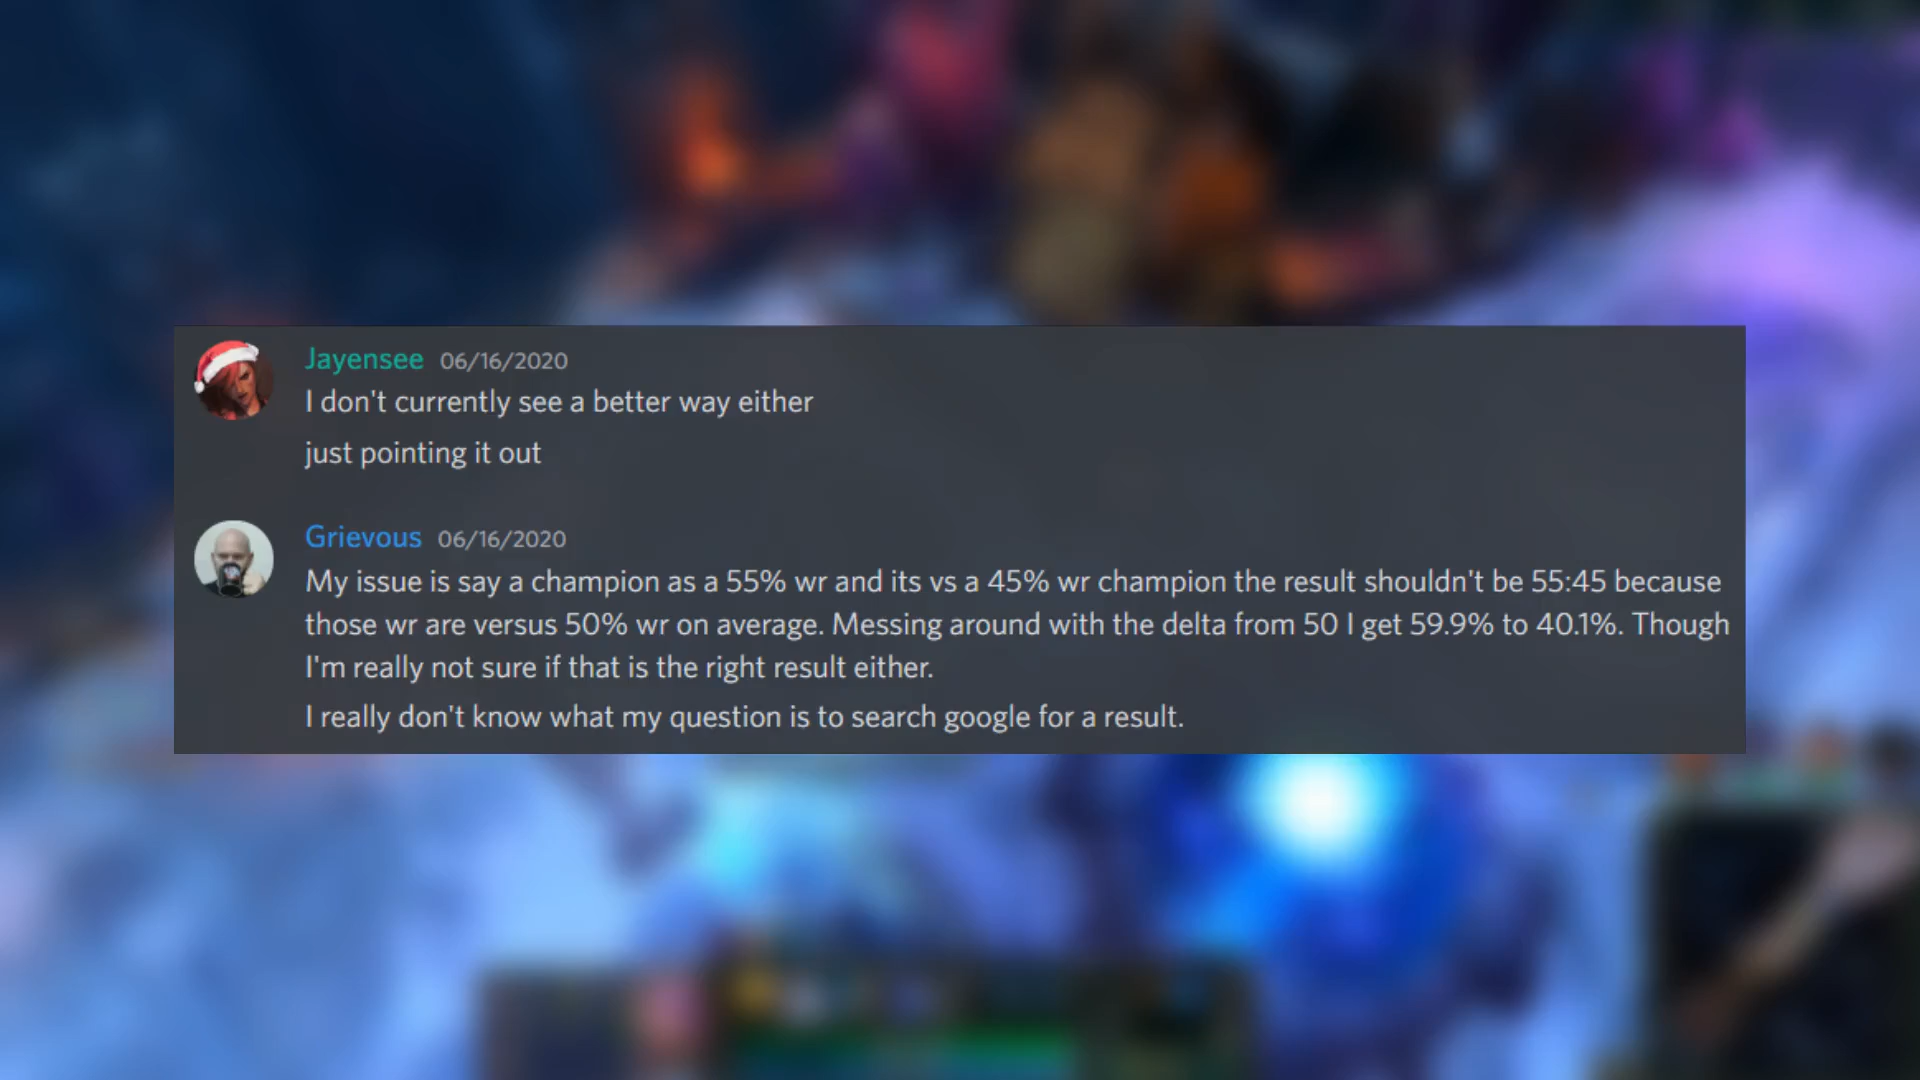 Jayensee 06/16/2020
I don't currently see a better way either
just pointing it out
Grievous 06/16/2020
My issue is say a champion as a 55% wr and its vs a 45% wr champion the result shouldn't be 55:45 because
those wr are versus 50% wr on average. Messing around with the delta from 50 I get 59.9% to 40.1%. Though
I'm really not sure if that is the right result either.
I really don't know what my question is to search google for a result.